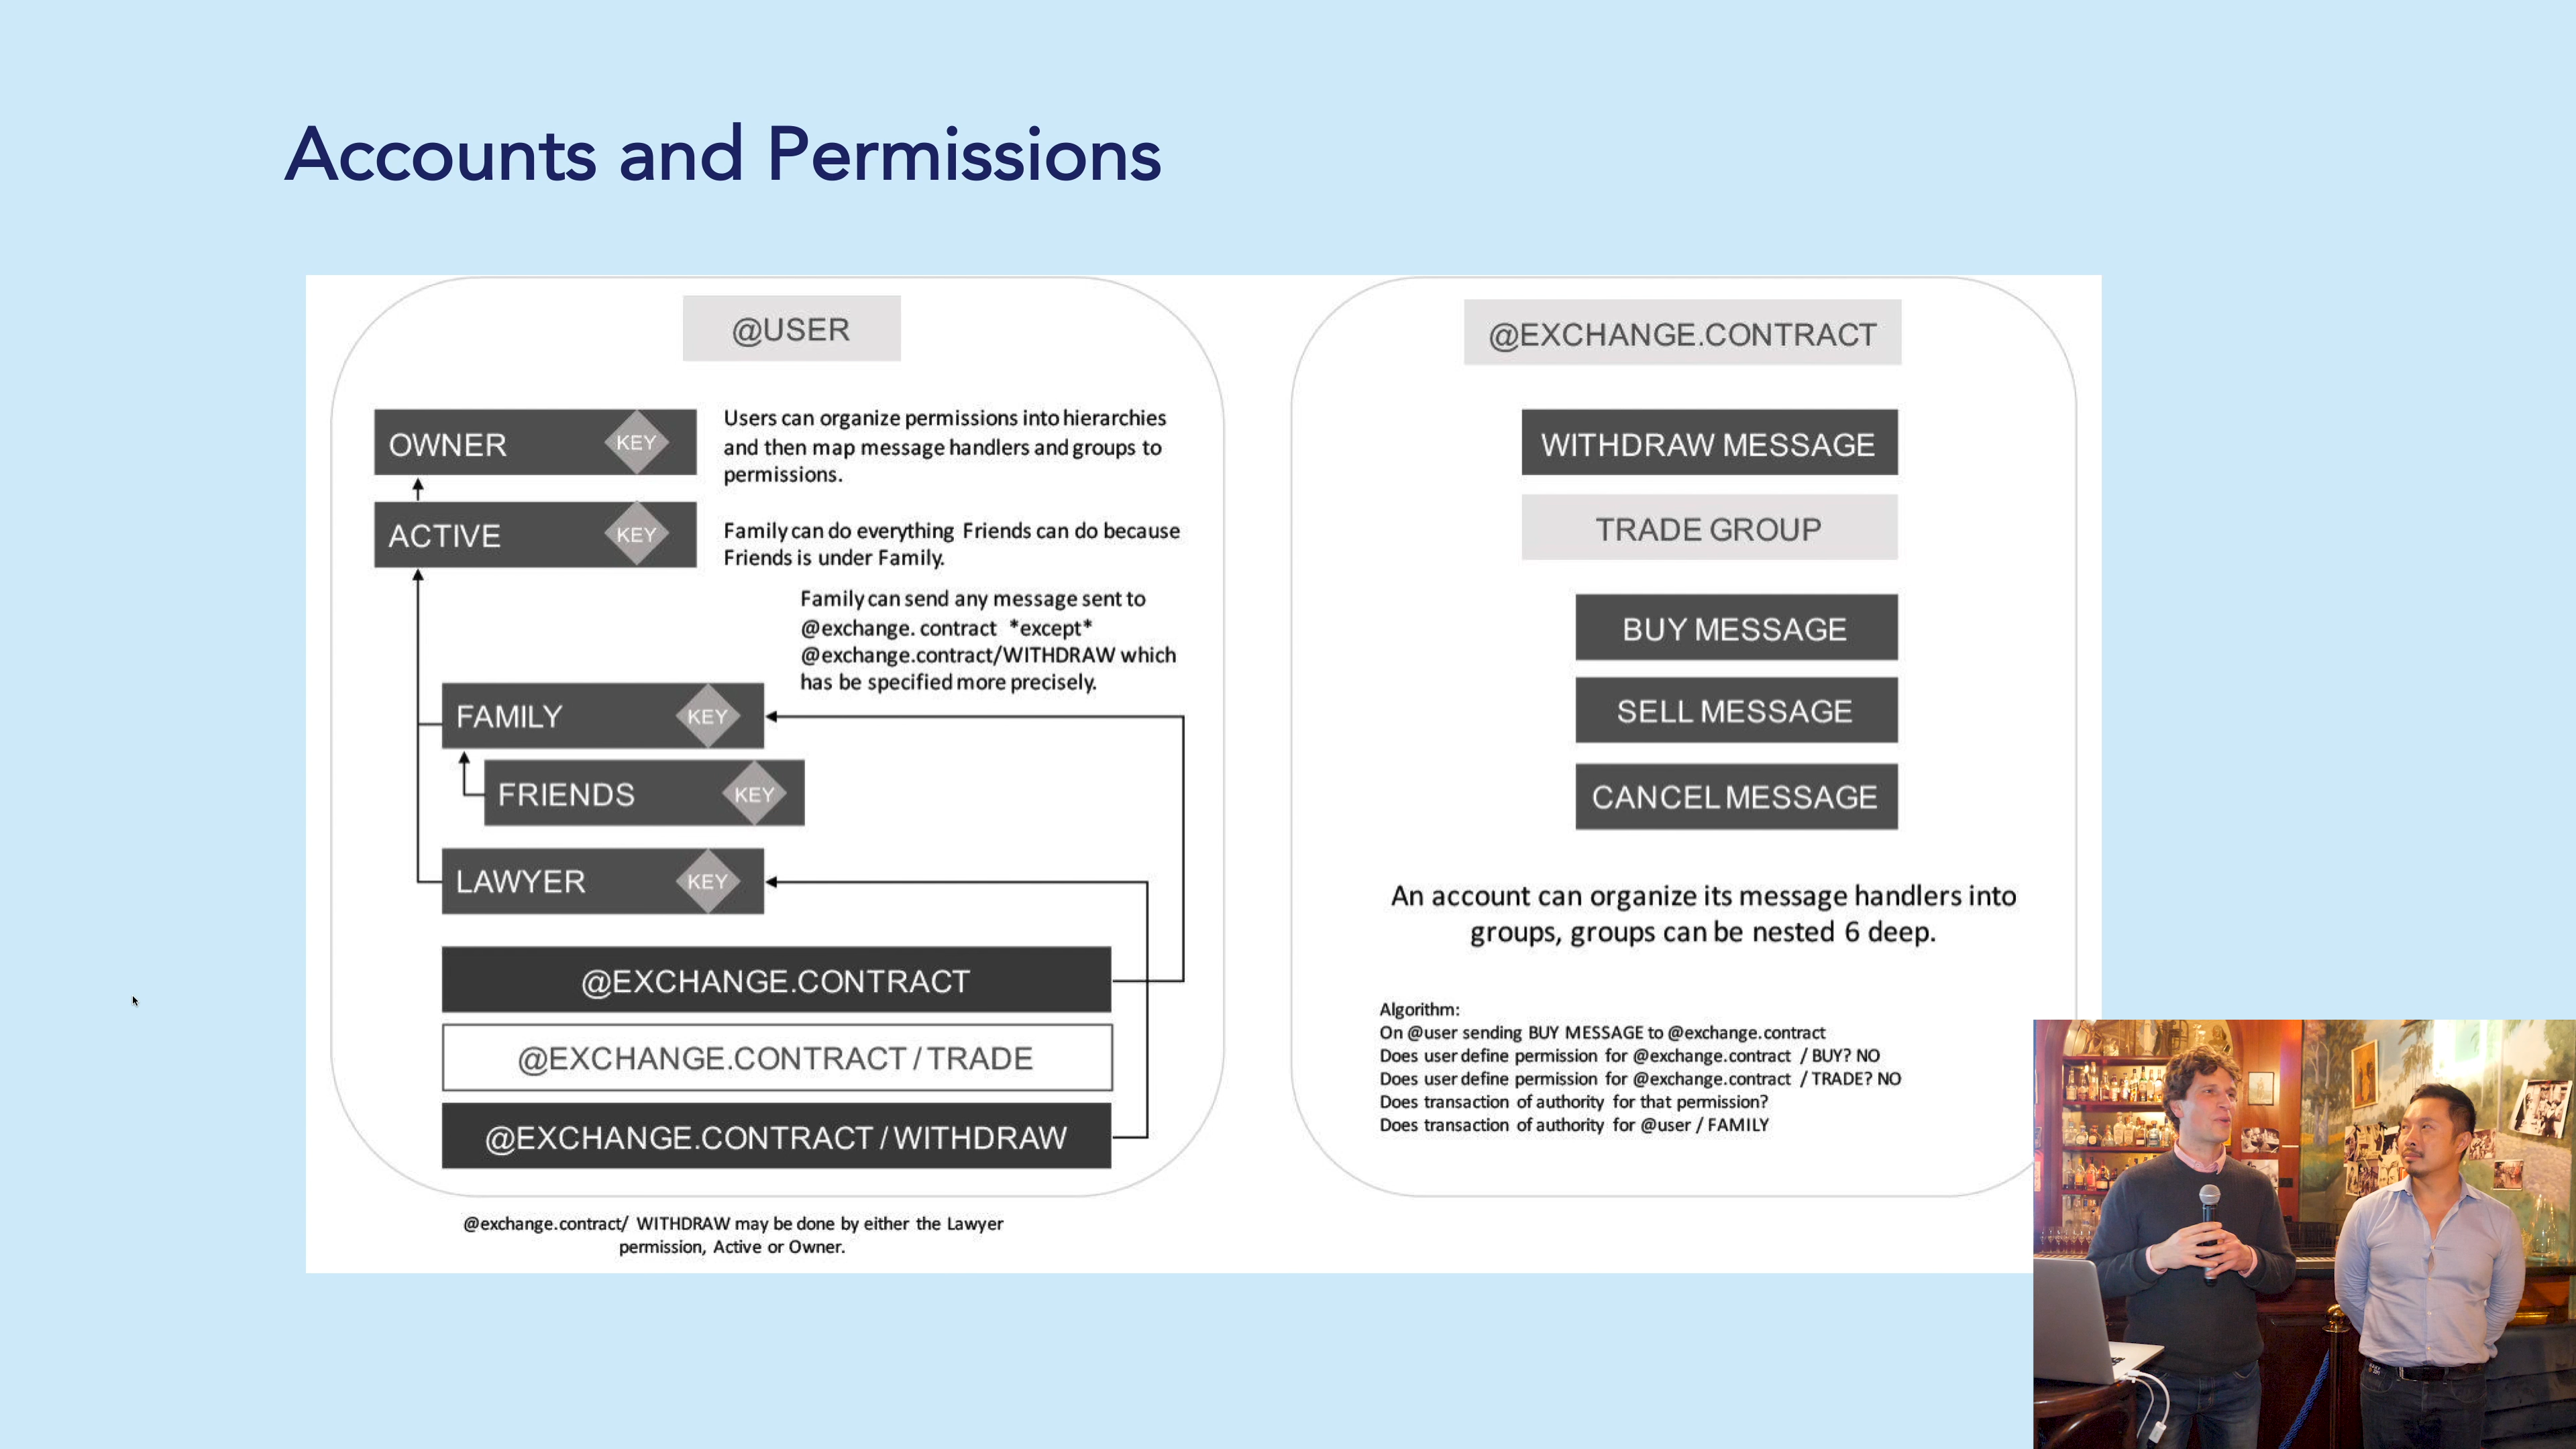 Accounts and Permissions
@USER
OWNER KEY
ACTIVE KEY
Users can organize permissions into hierarchies
and then map message handlers and groups to
permissions.
Family can do everything Friends can do because
Friends is under Family.
Family can send any message sent to
@exchange. contract *except*
@exchange.contract/WITHDRAW which
has be specified more precisely.
FAMILY KEY
FRIENDS KEY
LAWYER KEY
@EXCHANGE.CONTRACT
@EXCHANGE.CONTRACT / TRADE
@EXCHANGE.CONTRACT / WITHDRAW
@exchange.contract/ WITHDRAW may be done by either the Lawyer
permission, Active or Owner.
@EXCHANGE.CONTRACT
WITHDRAW MESSAGE
TRADE GROUP
BUY MESSAGE
SELL MESSAGE
CANCEL MESSAGE
An account can organize its message handlers into
groups, groups can be nested 6 deep.
Algorithm:
On @user sending BUY MESSAGE to @exchange.contract
Does user define permission for @exchange.contract / BUY? NO
Does user define permission for @exchange.contract / TRADE? NO
Does transaction of authority for that permission?
Does transaction of authority for @user / FAMILY